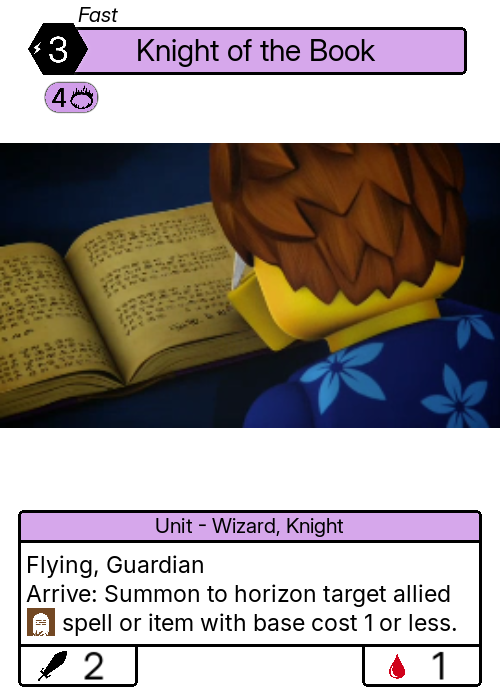 Fast
3 Knight of the Book
4
Unit - Wizard, Knight
Flying, Guardian
Arrive: Summon to horizon target allied
spell or item with base cost 1 or less.
2 1